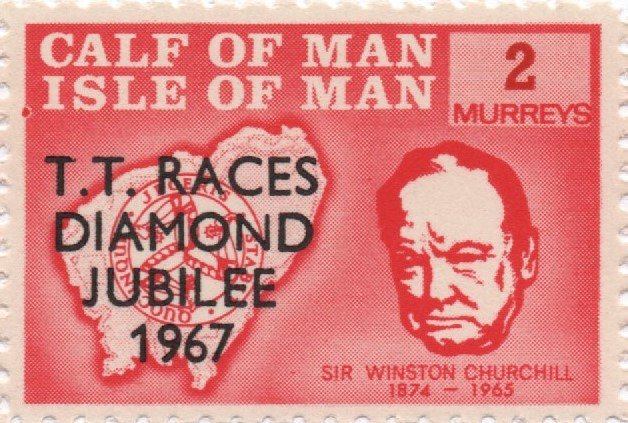 CALF OF MAN
ISLE OF MAN
2
MURREYS
T.T. RACES
DIAMOND
JUBILEE
1967
SIR WINSTON CHURCHILL
1874 – 1965